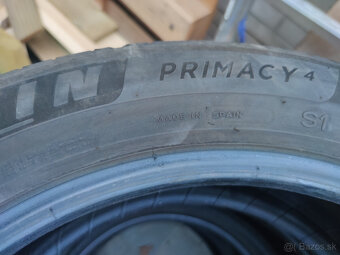 IN PRIMACY 4
MADE IN SPAIN
S1
© bazos.sk